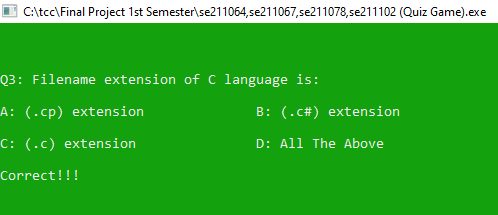 C:\tcc\Final Project 1st Semester\se211064,se211067,se211078,se211102 (Quiz Game).exe
Q3: Filename extension of C language is:
A: (.cp) extension B: (.c#) extension
C: (.c) extension D: All The Above
Correct!!!